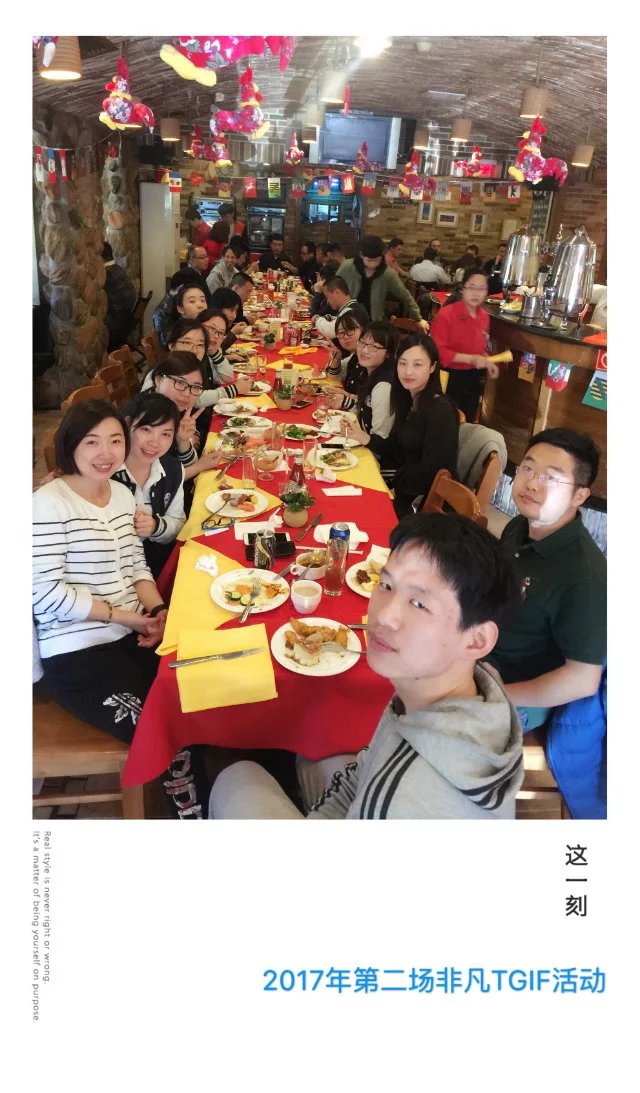 这一刻
2017年第二场非凡TGIF活动
Real style is never right or wrong.
It's a matter of being yourself on purpose